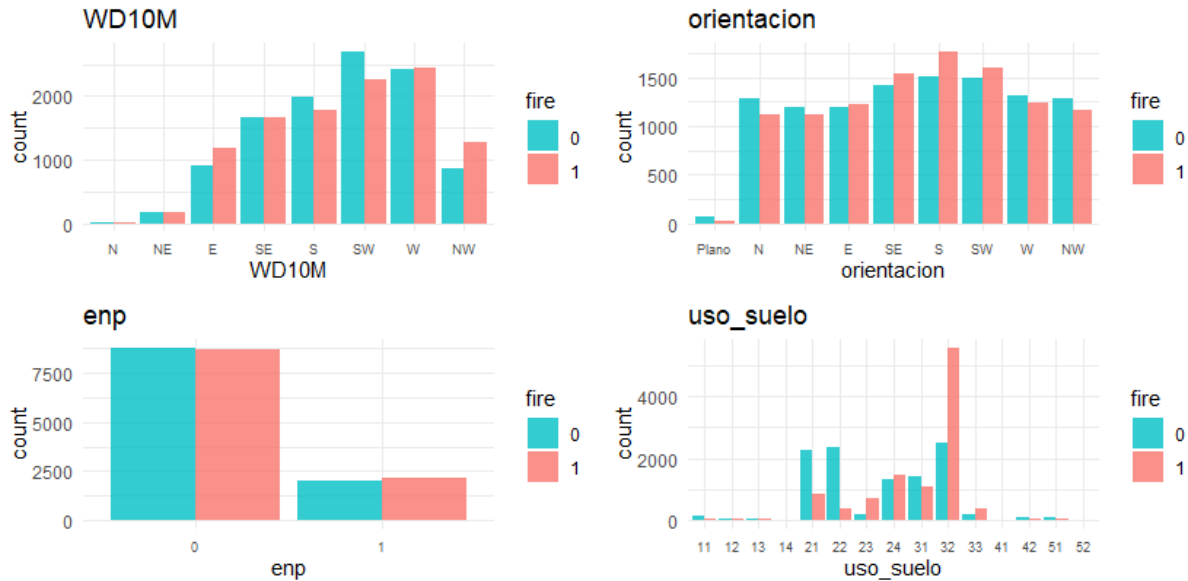 WD10M
count
2000
1000
0
N NE E SE S SW W NW
WD10M
fire
0
1
orientacion
count
1500
1000
500
0
Plano N NE E SE S SW W NW
orientacion
fire
0
1
enp
count
7500
5000
2500
0
0 1
enp
fire
0
1
uso_suelo
count
4000
2000
0
11 12 13 14 21 22 23 24 31 32 33 41 42 51 52
uso_suelo
fire
0
1